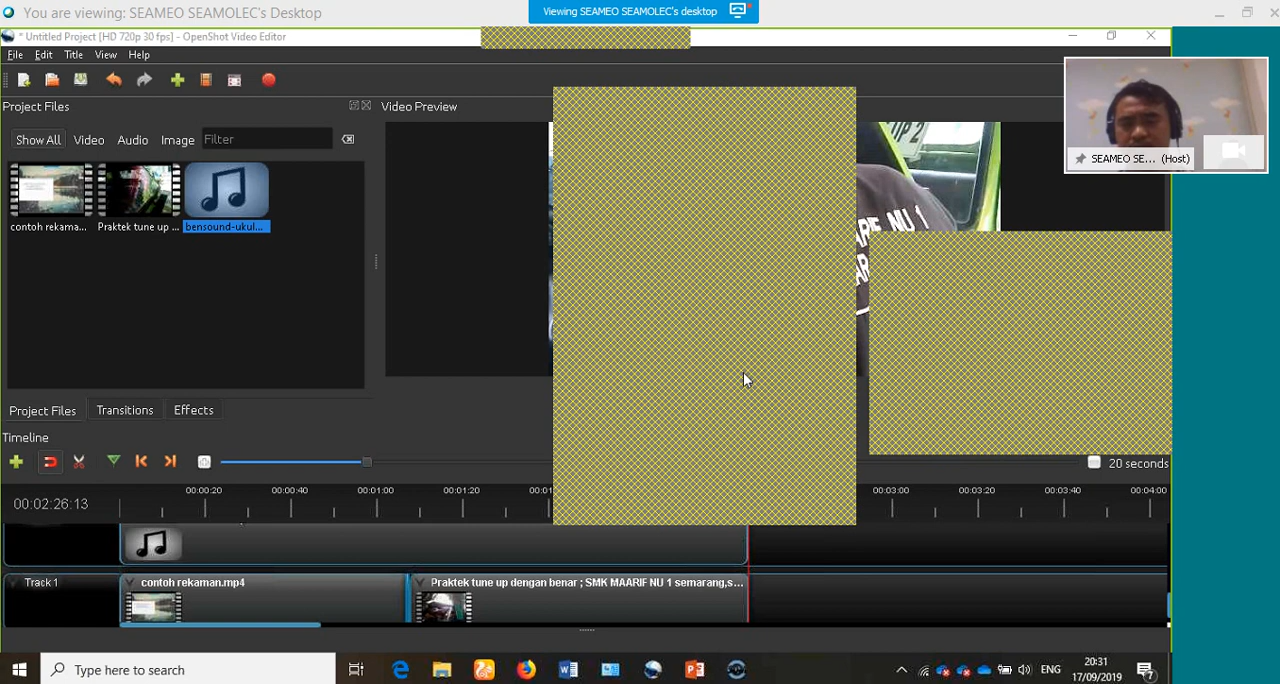 You are viewing: SEAMEO SEAMOLEC's Desktop
Viewing SEAMEO SEAMOLEC's desktop
* Untitled Project [HD 720p 30 fps] - OpenShot Video Editor
File Edit Title View Help
Project Files
Video Preview
Show All Video Audio Image Filter
SEAMEO SE... (Host)
contoh rekama... Praktek tune up ... bensound-ukul...
NU 1
Project Files Transitions Effects
Timeline
20 seconds
00:02:26:13
00:00:20 00:00:40 00:01:00 00:01:20 00:03:00 00:03:20 00:03:40 00:04:00
Track 1
contoh rekaman.mp4
Praktek tune up dengan benar ; SMK MAARIF NU 1 semarang,s...
Type here to search
ENG
20:31
17/09/2019
7